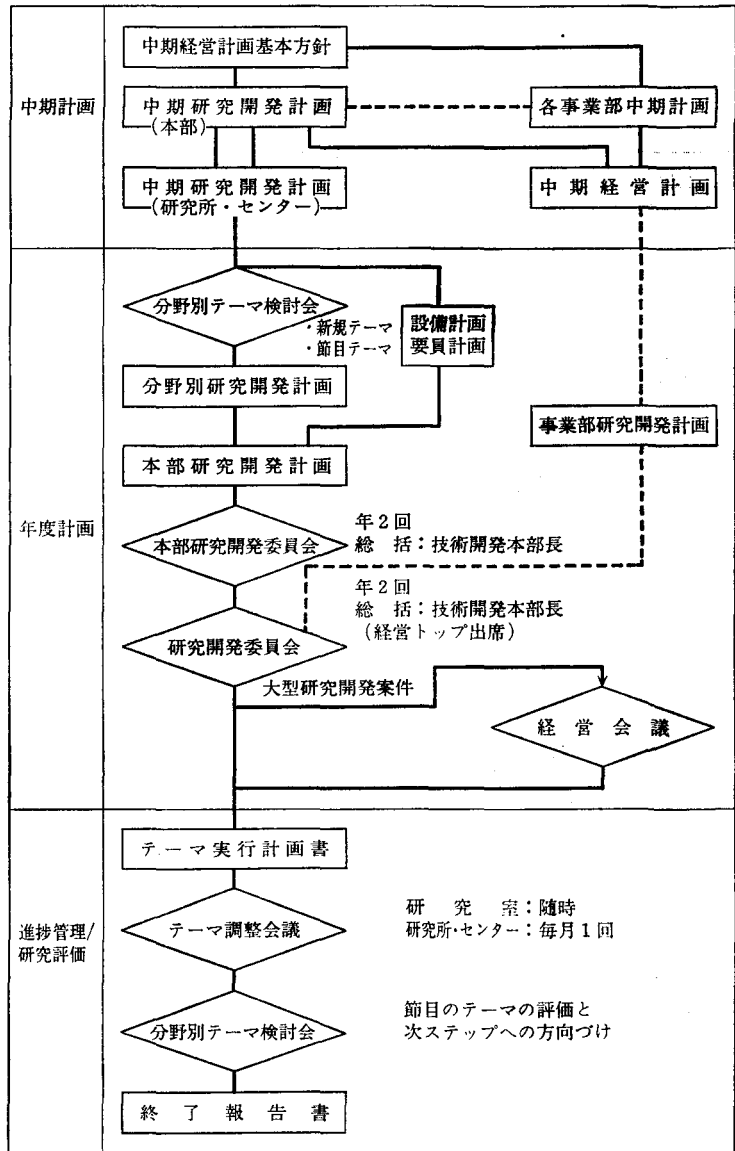 中期計画
中期経営計画基本方針
中期研究開発計画
(本部)
各事業部中期計画
中期研究開発計画
(研究所・センター)
中期経営計画
年度計画
分野別テーマ検討会
・新規テーマ
・節目テーマ
設備計画
要員計画
分野別研究開発計画
事業部研究開発計画
本部研究開発計画
本部研究開発委員会
年2回
総括：技術開発本部長
研究開発委員会
年2回
総括：技術開発本部長
(経営トップ出席)
大型研究開発案件
経営会議
進捗管理/
研究評価
テーマ実行計画書
テーマ調整会議
研究室：随時
研究所・センター：毎月1回
分野別テーマ検討会
節目のテーマの評価と
次ステップへの方向づけ
終了報告書